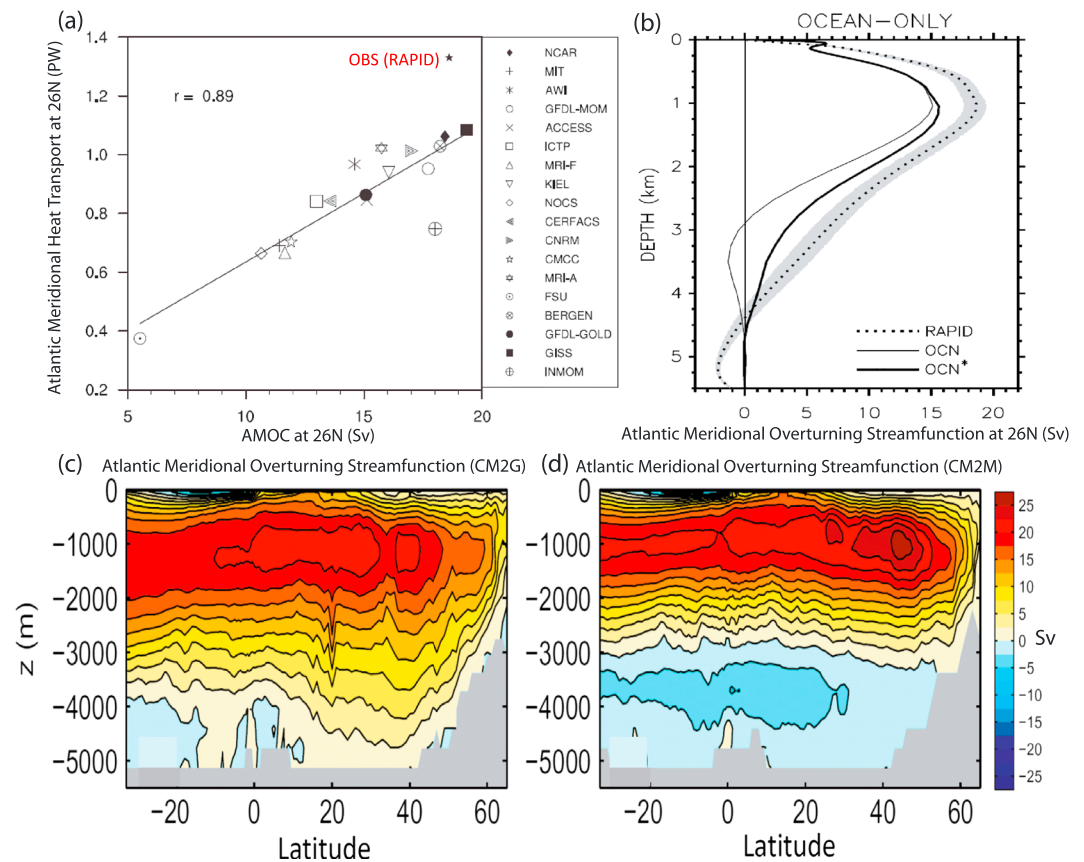 (a)
Atlantic Meridional Heat Transport at 26N (PW)
1.4
1.2
1.0
0.8
0.6
0.4
0.2
OBS (RAPID)
r = 0.89
5
10
15
20
AMOC at 26N (Sv)
NCAR
MIT
AWI
GFDL-MOM
ACCESS
ICTP
MRI-F
KIEL
NOCS
CERFACS
CNRM
CMCC
MRI-A
FSU
BERGEN
GFDL-GOLD
GISS
INMOM
(b)
OCEAN-ONLY
DEPTH (km)
0
1
2
3
4
5
RAPID
OCN
OCN*
0
5
10
15
20
Atlantic Meridional Overturning Streamfunction at 26N (Sv)
(c) Atlantic Meridional Overturning Streamfunction (CM2G)
z (m)
0
−1000
−2000
−3000
−4000
−5000
−20
0
20
40
60
Latitude
(d) Atlantic Meridional Overturning Streamfunction (CM2M)
0
−1000
−2000
−3000
−4000
−5000
−20
0
20
40
60
Latitude
25
20
15
10
5
0
−5
−10
−15
−20
−25
Sv